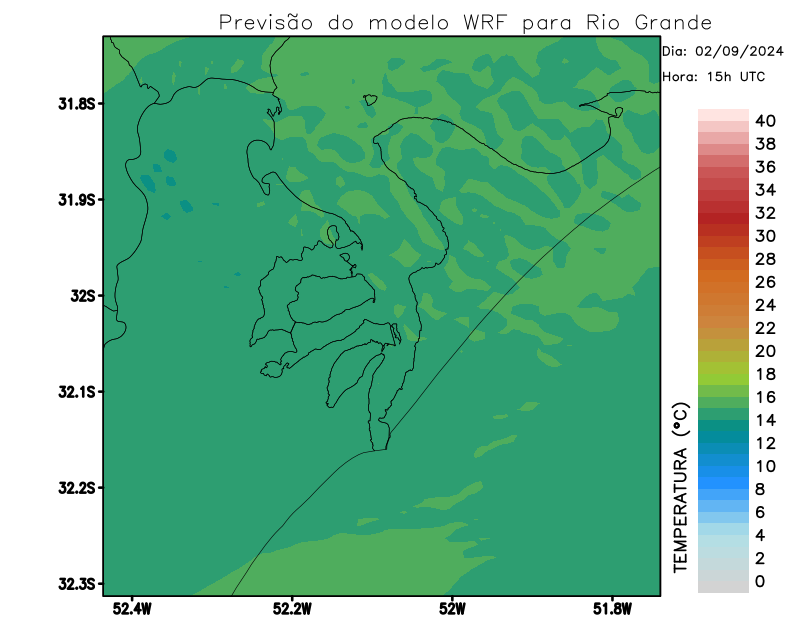 Previsão do modelo WRF para Rio Grande
Dia: 02/09/2024
Hora: 15h UTC
31.8S
31.9S
32S
32.1S
32.2S
32.3S
52.4W
52.2W
52W
51.8W
TEMPERATURA (°C)
40
38
36
34
32
30
28
26
24
22
20
18
16
14
12
10
8
6
4
2
0